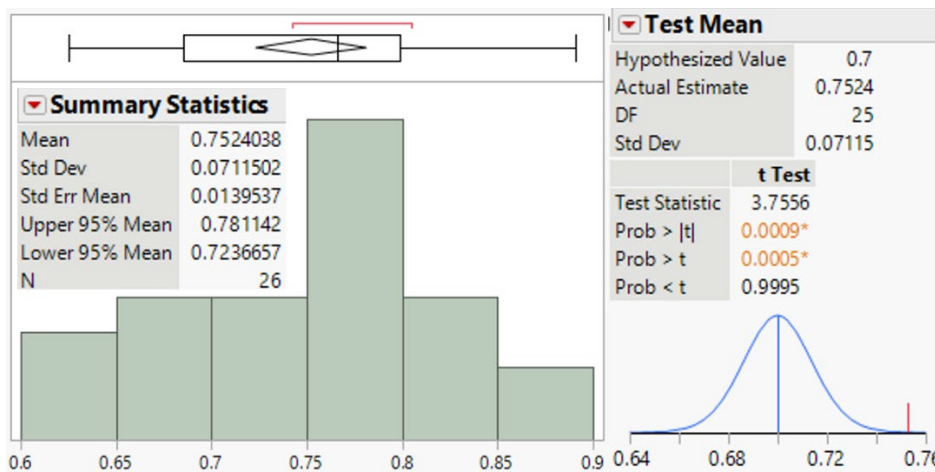 Summary Statistics
Mean 0.7524038
Std Dev 0.0711502
Std Err Mean 0.0139537
Upper 95% Mean 0.781142
Lower 95% Mean 0.7236657
N 26
0.6 0.65 0.7 0.75 0.8 0.85 0.9
Test Mean
Hypothesized Value 0.7
Actual Estimate 0.7524
DF 25
Std Dev 0.07115
t Test
Test Statistic 3.7556
Prob > |t| 0.0009*
Prob > t 0.0005*
Prob < t 0.9995
0.64 0.68 0.72 0.76